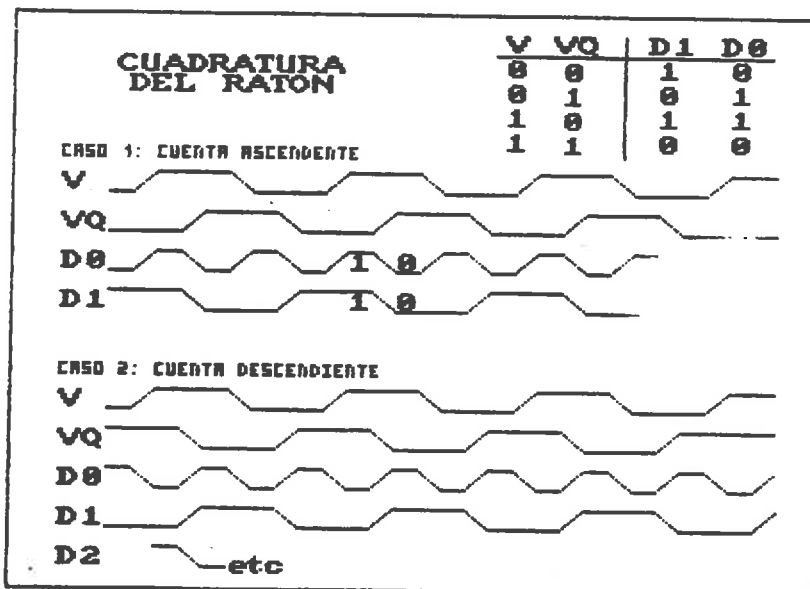 CUADRATURA
DEL RATON
V VQ D1 D0
0 0 1 0
0 1 0 1
1 0 1 1
1 1 0 0
CASO 1: CUENTA ASCENDENTE
V
VQ
D0 1 0
D1 1 0
CASO 2: CUENTA DESCENDIENTE
V
VQ
D0
D1
D2 etc